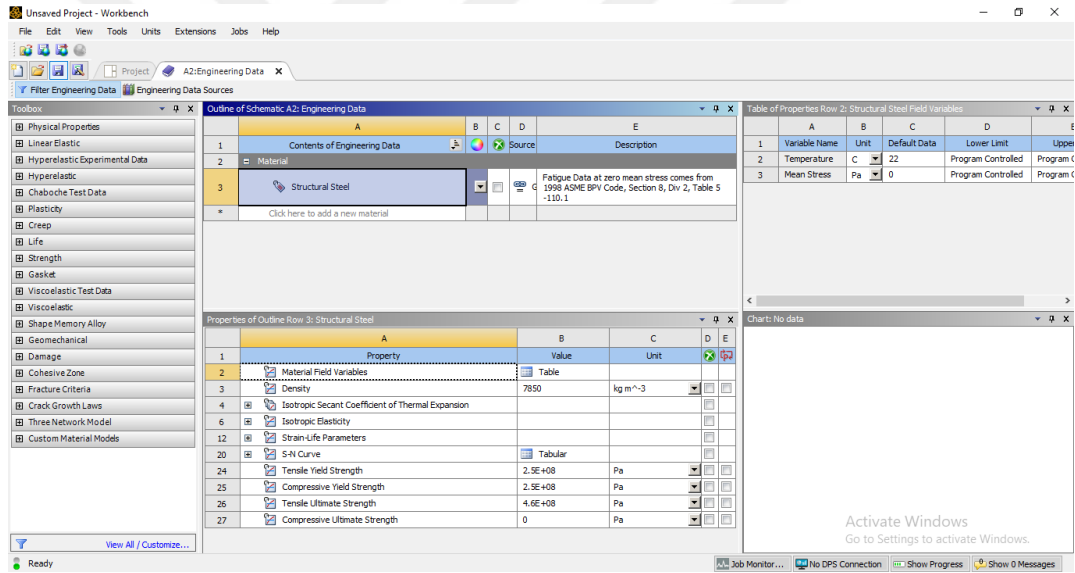 Unsaved Project - Workbench
File Edit View Tools Units Extensions Jobs Help
Project A2:Engineering Data
Filter Engineering Data Engineering Data Sources
Toolbox
Physical Properties
Linear Elastic
Hyperelastic Experimental Data
Hyperelastic
Chaboche Test Data
Plasticity
Creep
Life
Strength
Gasket
Viscoelastic Test Data
Viscoelastic
Shape Memory Alloy
Geomechanical
Damage
Cohesive Zone
Fracture Criteria
Crack Growth Laws
Three Network Model
Custom Material Models
View All / Customize...
Outline of Schematic A2: Engineering Data
A B C D E
1 Contents of Engineering Data Source Description
2 Material
3 Structural Steel G Fatigue Data at zero mean stress comes from
1998 ASME BPV Code, Section 8, Div 2, Table 5
-110.1
* Click here to add a new material
Properties of Outline Row 3: Structural Steel
A B C D E
1 Property Value Unit
2 Material Field Variables Table
3 Density 7850 kg m^-3
4 Isotropic Secant Coefficient of Thermal Expansion
6 Isotropic Elasticity
12 Strain-Life Parameters
20 S-N Curve Tabular
24 Tensile Yield Strength 2.5E+08 Pa
25 Compressive Yield Strength 2.5E+08 Pa
26 Tensile Ultimate Strength 4.6E+08 Pa
27 Compressive Ultimate Strength 0 Pa
Table of Properties Row 2: Structural Steel Field Variables
A B C D E
1 Variable Name Unit Default Data Lower Limit Upper
2 Temperature C 22 Program Controlled Program C
3 Mean Stress Pa 0 Program Controlled Program C
Chart: No data
Activate Windows
Go to Settings to activate Windows.
Ready
Job Monitor... No DPS Connection Show Progress Show 0 Messages